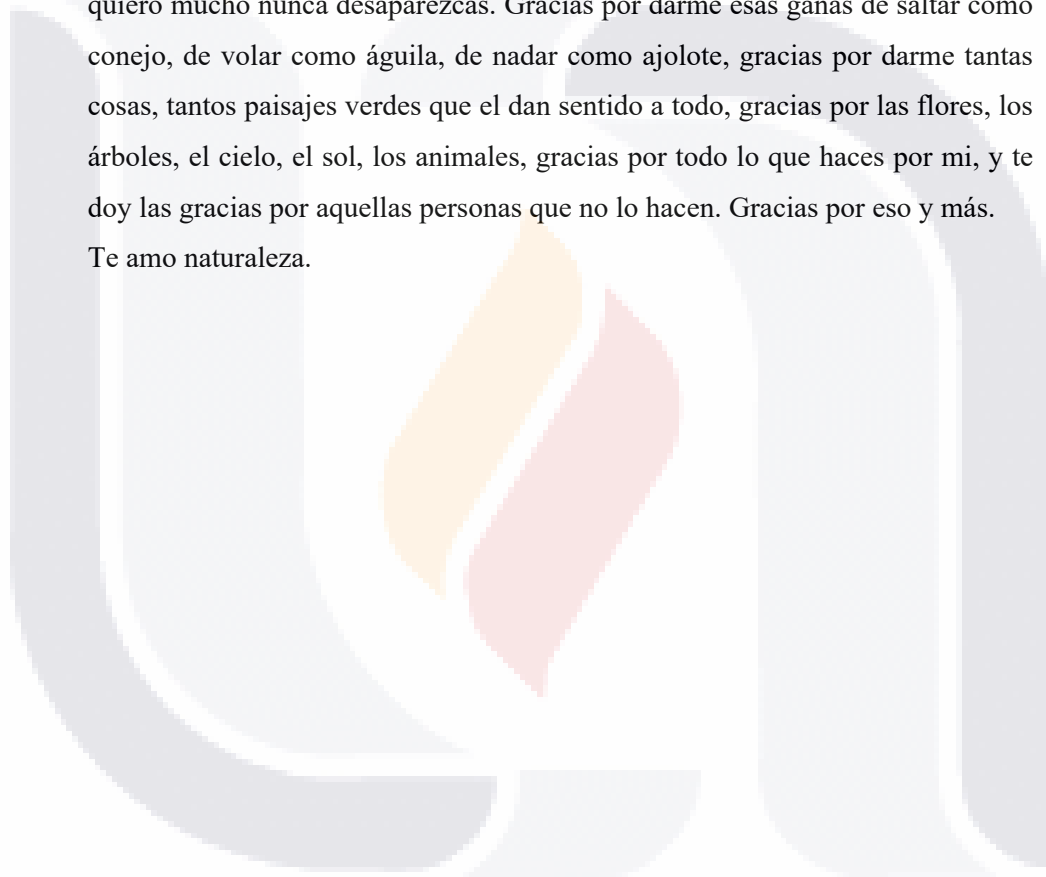 quiero mucho nunca desaparezcas. Gracias por darme esas ganas de saltar como
conejo, de volar como águila, de nadar como ajolote, gracias por darme tantas
cosas, tantos paisajes verdes que el dan sentido a todo, gracias por las flores, los
árboles, el cielo, el sol, los animales, gracias por todo lo que haces por mi, y te
doy las gracias por aquellas personas que no lo hacen. Gracias por eso y más.
Te amo naturaleza.